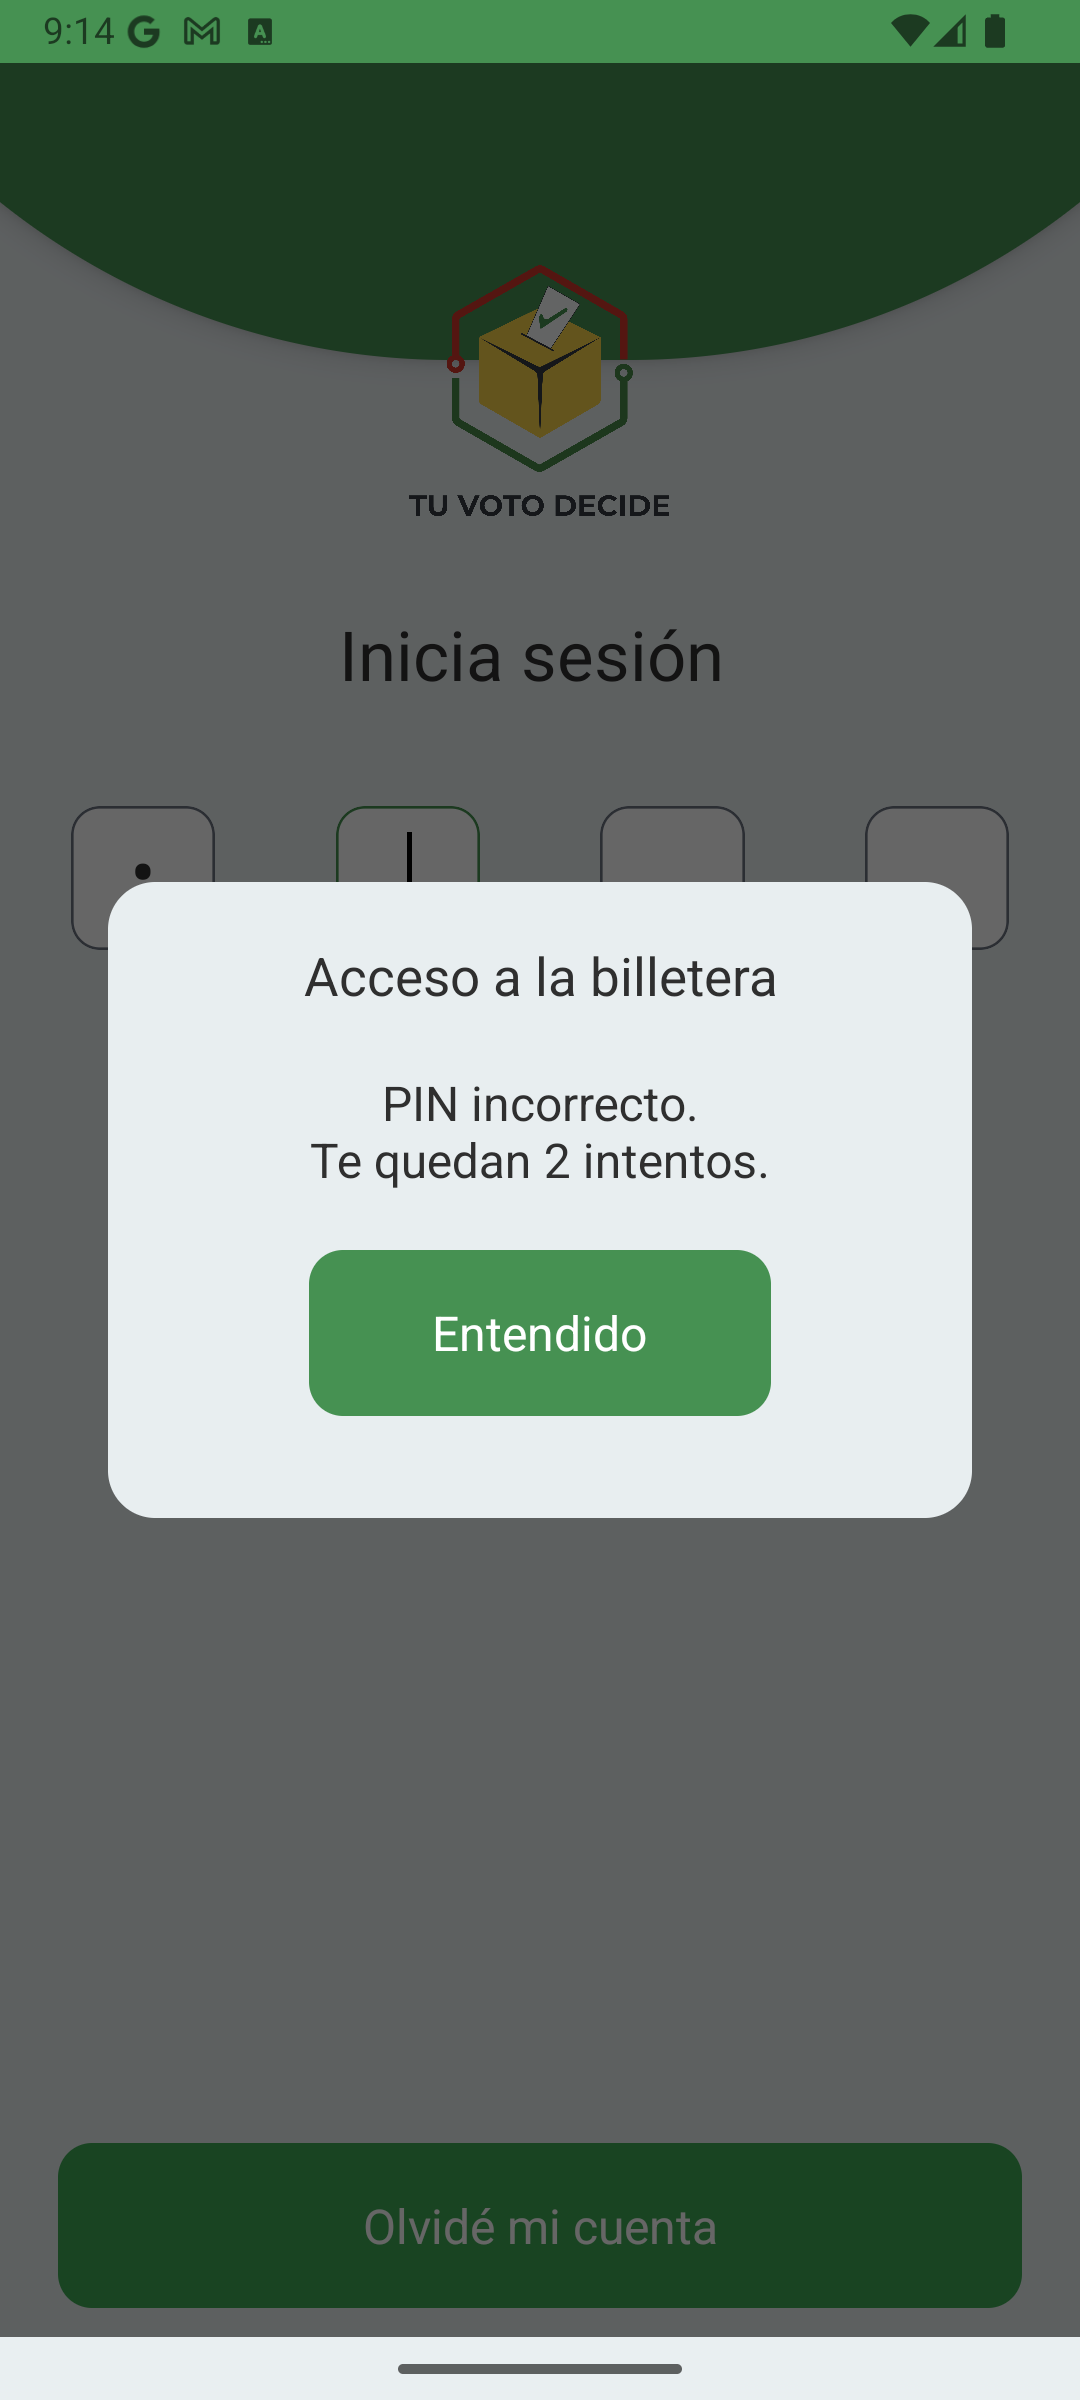 9:14
TU VOTO DECIDE
Inicia sesión
Acceso a la billetera
PIN incorrecto.
Te quedan 2 intentos.
Entendido
Olvidé mi cuenta